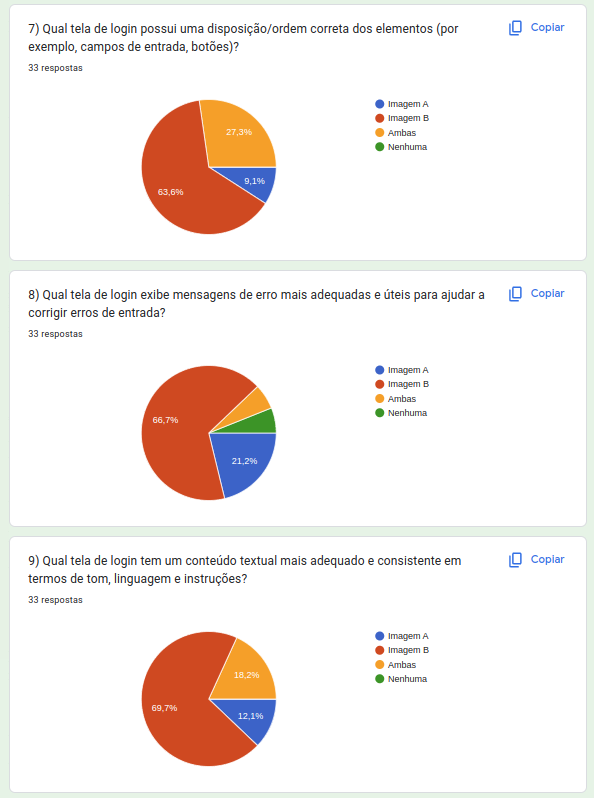 7) Qual tela de login possui uma disposição/ordem correta dos elementos (por
exemplo, campos de entrada, botões)?
Copiar
33 respostas
Imagem A
Imagem B
Ambas
Nenhuma
27,3%
9,1%
63,6%
8) Qual tela de login exibe mensagens de erro mais adequadas e úteis para ajudar a
corrigir erros de entrada?
Copiar
33 respostas
Imagem A
Imagem B
Ambas
Nenhuma
66,7%
21,2%
9) Qual tela de login tem um conteúdo textual mais adequado e consistente em
termos de tom, linguagem e instruções?
Copiar
33 respostas
Imagem A
Imagem B
Ambas
Nenhuma
18,2%
69,7%
12,1%